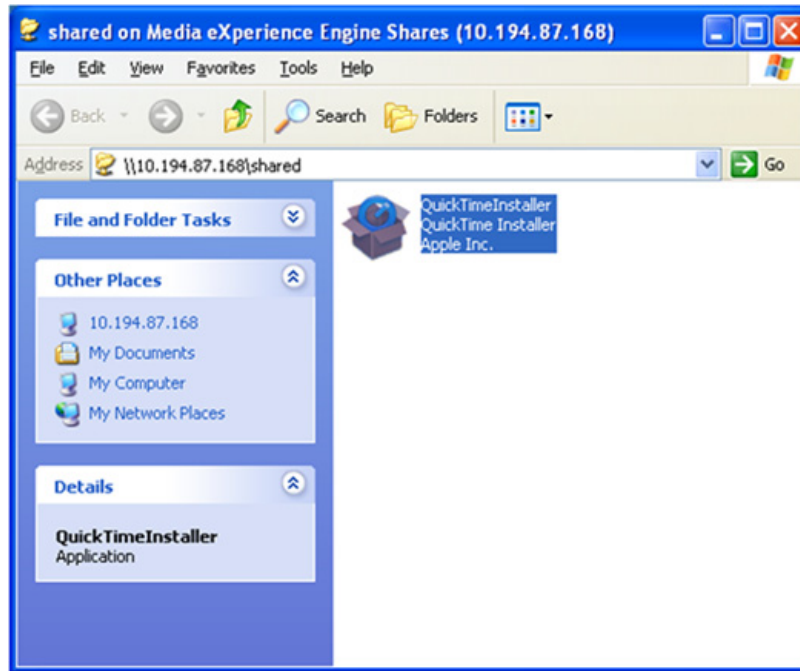 shared on Media eXperience Engine Shares (10.194.87.168)
File Edit View Favorites Tools Help
Back Search Folders
Address \\10.194.87.168\shared Go
File and Folder Tasks
Other Places
10.194.87.168
My Documents
My Computer
My Network Places
Details
QuickTimeInstaller
Application
QuickTimeInstaller
QuickTime Installer
Apple Inc.